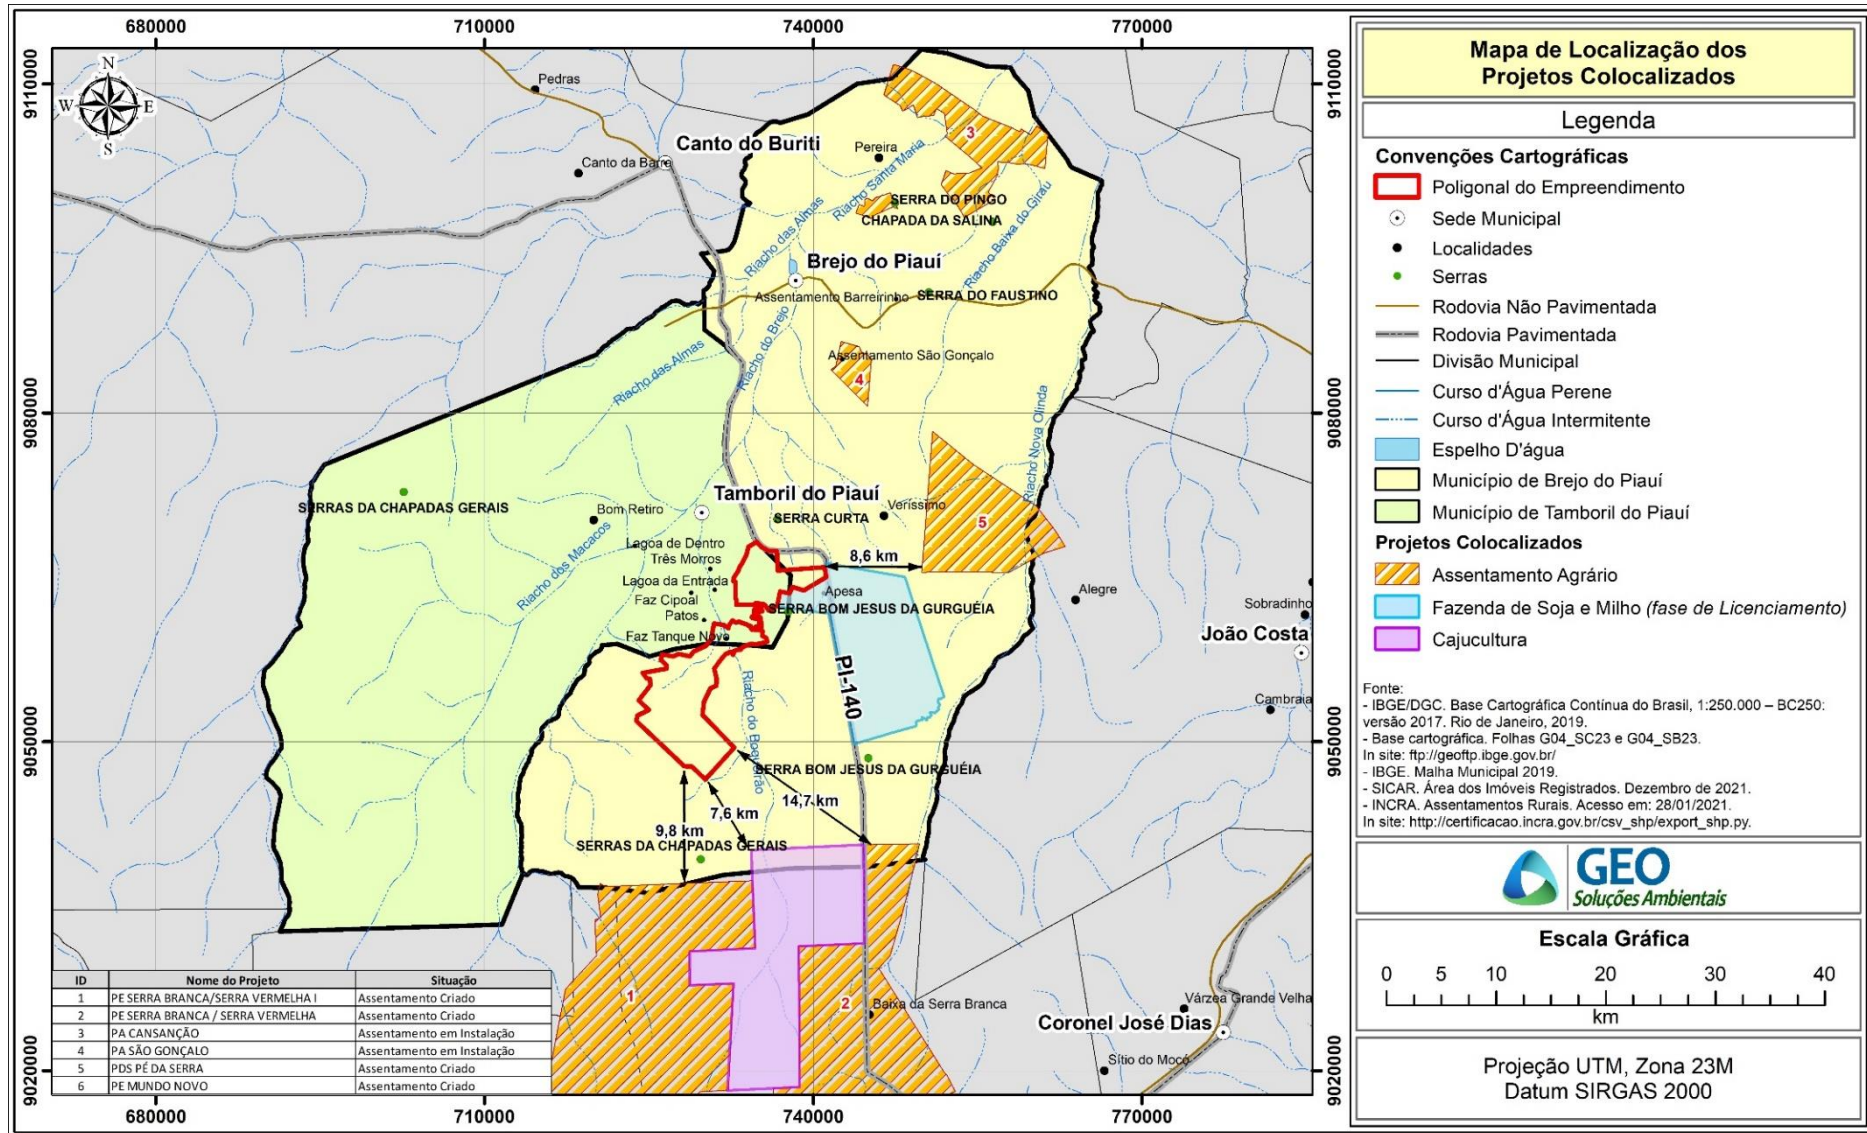 680000
710000
740000
770000
9110000
9080000
9050000
9020000
9110000
9080000
9050000
9020000
680000
710000
740000
770000
N
W
E
S
Pedras
Canto do Buriti
Canto da Barra
Pereira
3
Riacho Santa Maria
SERRA DO PINGO
CHAPADA DA SALINA
Riacho Baixa do Girau
Riacho das Almas
Brejo do Piauí
Assentamento Barreirinho
SERRA DO FAUSTINO
Riacho do Brejo
Riacho das Almas
Assentamento São Gonçalo
4
Riacho Nova Olinda
SERRAS DA CHAPADAS GERAIS
Bom Retiro
Tamboril do Piauí
SERRA CURTA
Veríssimo
5
Riacho dos Macacos
Lagoa de Dentro
Três Morros
8,6 km
Lagoa da Entrada
Faz Cipoal
Apesa
Patos
SERRA BOM JESUS DA GURGUÉIA
Faz Tanque Novo
Alegre
Sobradinho
João Costa
PI-140
Riacho do Boqueirão
Cambraia
SERRA BOM JESUS DA GURGUÉIA
14,7 km
7,6 km
9,8 km
SERRAS DA CHAPADAS GERAIS
1
2
Baixa da Serra Branca
Várzea Grande Velha
Coronel José Dias
Sítio do Mocó
ID Nome do Projeto Situação
1 PE SERRA BRANCA/SERRA VERMELHA I Assentamento Criado
2 PE SERRA BRANCA / SERRA VERMELHA Assentamento Criado
3 PA CANSANÇÃO Assentamento em Instalação
4 PA SÃO GONÇALO Assentamento em Instalação
5 PDS PÉ DA SERRA Assentamento Criado
6 PE MUNDO NOVO Assentamento Criado
Mapa de Localização dos
Projetos Colocalizados
Legenda
Convenções Cartográficas
Poligonal do Empreendimento
Sede Municipal
Localidades
Serras
Rodovia Não Pavimentada
Rodovia Pavimentada
Divisão Municipal
Curso d'Água Perene
Curso d'Água Intermitente
Espelho D'água
Município de Brejo do Piauí
Município de Tamboril do Piauí
Projetos Colocalizados
Assentamento Agrário
Fazenda de Soja e Milho (fase de Licenciamento)
Cajucultura
Fonte:
- IBGE/DGC. Base Cartográfica Contínua do Brasil, 1:250.000 – BC250:
versão 2017. Rio de Janeiro, 2019.
- Base cartográfica. Folhas G04_SC23 e G04_SB23.
In site: ftp://geoftp.ibge.gov.br/
- IBGE. Malha Municipal 2019.
- SICAR. Área dos Imóveis Registrados. Dezembro de 2021.
- INCRA. Assentamentos Rurais. Acesso em: 28/01/2021.
In site: http://certificacao.incra.gov.br/csv_shp/export_shp.py.
GEO
Soluções Ambientais
Escala Gráfica
0 5 10 20 30 40
km
Projeção UTM, Zona 23M
Datum SIRGAS 2000